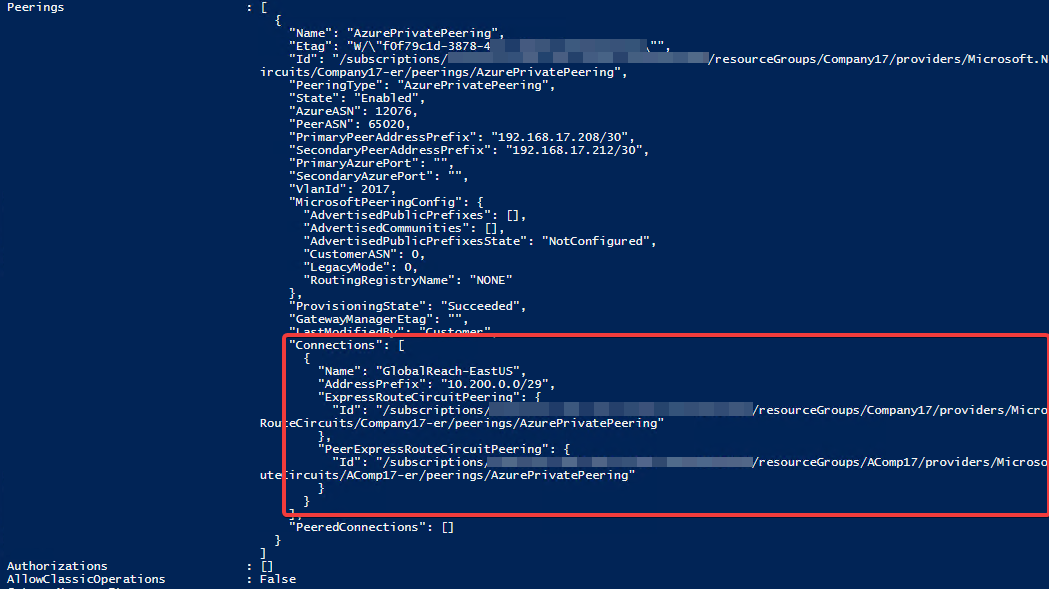 Peerings : [
{
"Name": "AzurePrivatePeering",
"Etag": "W/\"f0f79c1d-3878-4 \"",
"Id": "/subscriptions/ /resourceGroups/Company17/providers/Microsoft.N
ircuits/Company17-er/peerings/AzurePrivatePeering",
"PeeringType": "AzurePrivatePeering",
"State": "Enabled",
"AzureASN": 12076,
"PeerASN": 65020,
"PrimaryPeerAddressPrefix": "192.168.17.208/30",
"SecondaryPeerAddressPrefix": "192.168.17.212/30",
"PrimaryAzurePort": "",
"SecondaryAzurePort": "",
"VlanId": 2017,
"MicrosoftPeeringConfig": {
"AdvertisedPublicPrefixes": [],
"AdvertisedCommunities": [],
"AdvertisedPublicPrefixesState": "NotConfigured",
"CustomerASN": 0,
"LegacyMode": 0,
"RoutingRegistryName": "NONE"
},
"ProvisioningState": "Succeeded",
"GatewayManagerEtag": "",
"LastModifiedBy": "Customer",
"Connections": [
{
"Name": "GlobalReach-EastUS",
"AddressPrefix": "10.200.0.0/29",
"ExpressRouteCircuitPeering": {
"Id": "/subscriptions/ /resourceGroups/Company17/providers/Micro
RouteCircuits/Company17-er/peerings/AzurePrivatePeering"
},
"PeerExpressRouteCircuitPeering": {
"Id": "/subscriptions/ /resourceGroups/AComp17/providers/Microso
uteCircuits/AComp17-er/peerings/AzurePrivatePeering"
}
}
],
"PeeredConnections": []
}
]
Authorizations : []
AllowClassicOperations : False